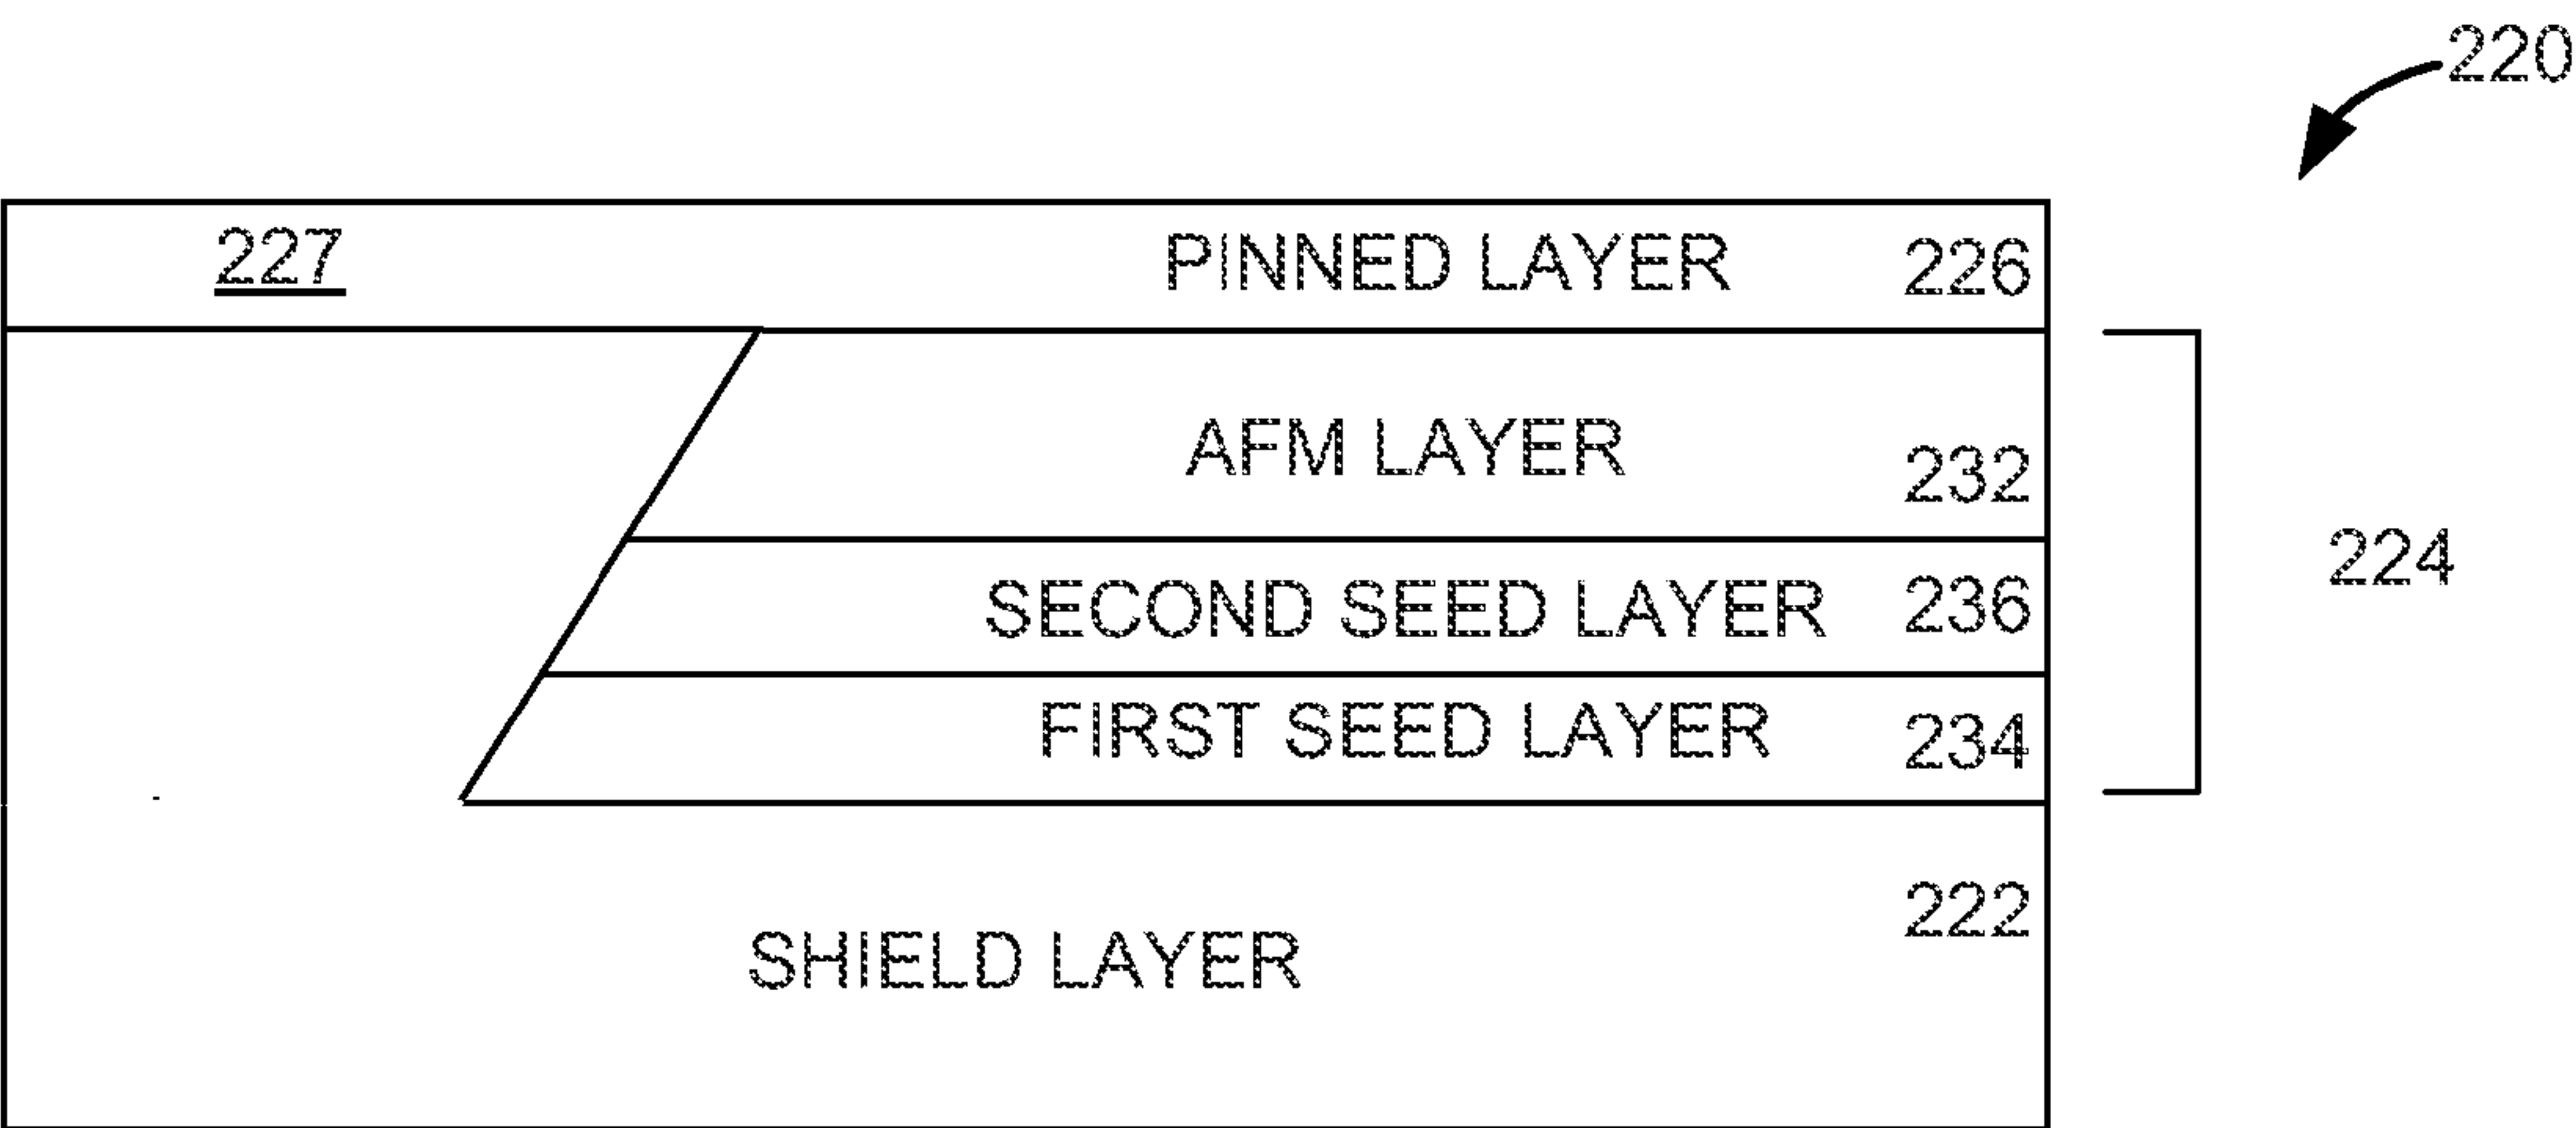 220
227 PINNED LAYER 226
AFM LAYER 232
224
SECOND SEED LAYER 236
FIRST SEED LAYER 234
222
SHIELD LAYER